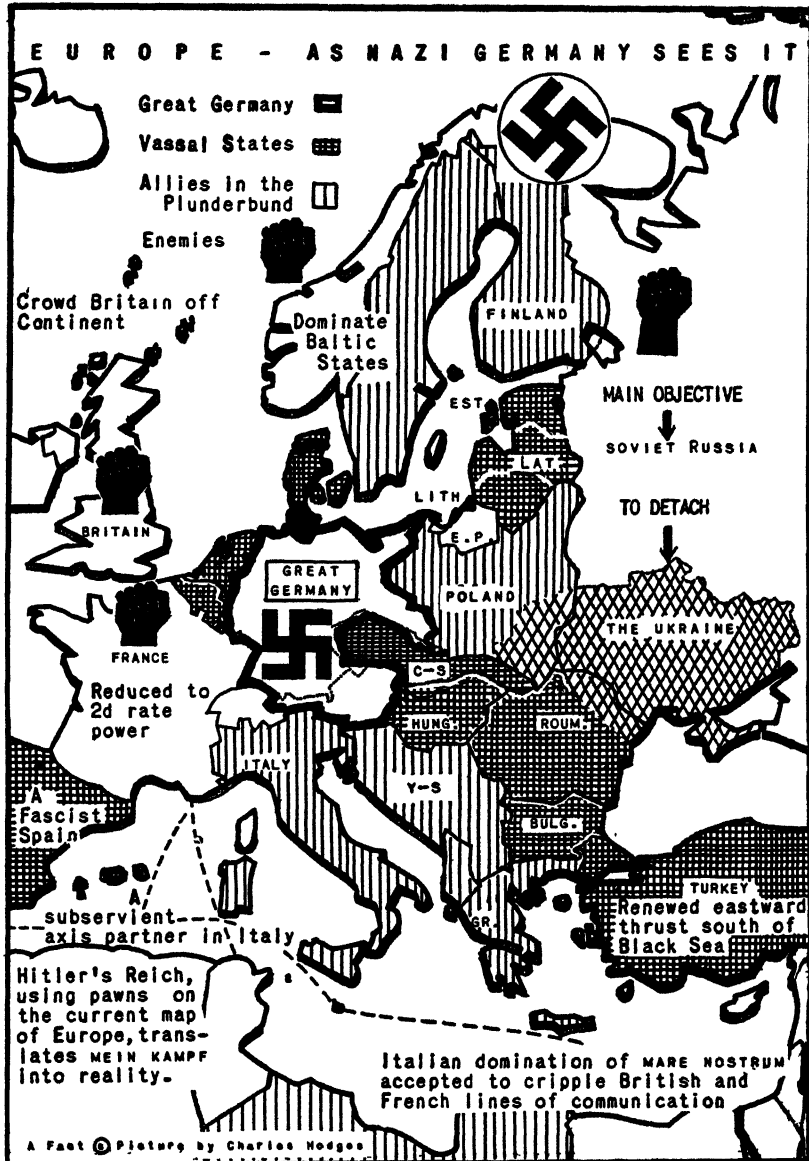 EUROPE - AS NAZI GERMANY SEES IT
Great Germany
Vassal States
Allies in the
Plunderbund
Enemies
Crowd Britain off
Continent
Dominate
Baltic
States
FINLAND
MAIN OBJECTIVE
SOVIET RUSSIA
EST.
LAT.
LITH
TO DETACH
E.P.
BRITAIN
GREAT
GERMANY
POLAND
THE UKRAINE
FRANCE
Reduced to
2d rate
power
C-S
HUNG.
ROUM.
ITALY
Y-S
A
Fascist
Spain
BULG.
A
subservient
axis partner in Italy
GR.
TURKEY
Renewed eastward
thrust south of
Black Sea
Hitler's Reich,
using pawns on
the current map
of Europe, trans-
lates MEIN KAMPF
into reality.
Italian domination of MARE NOSTRUM
accepted to cripple British and
French lines of communication
A Fact © Picture by Charles Hodges